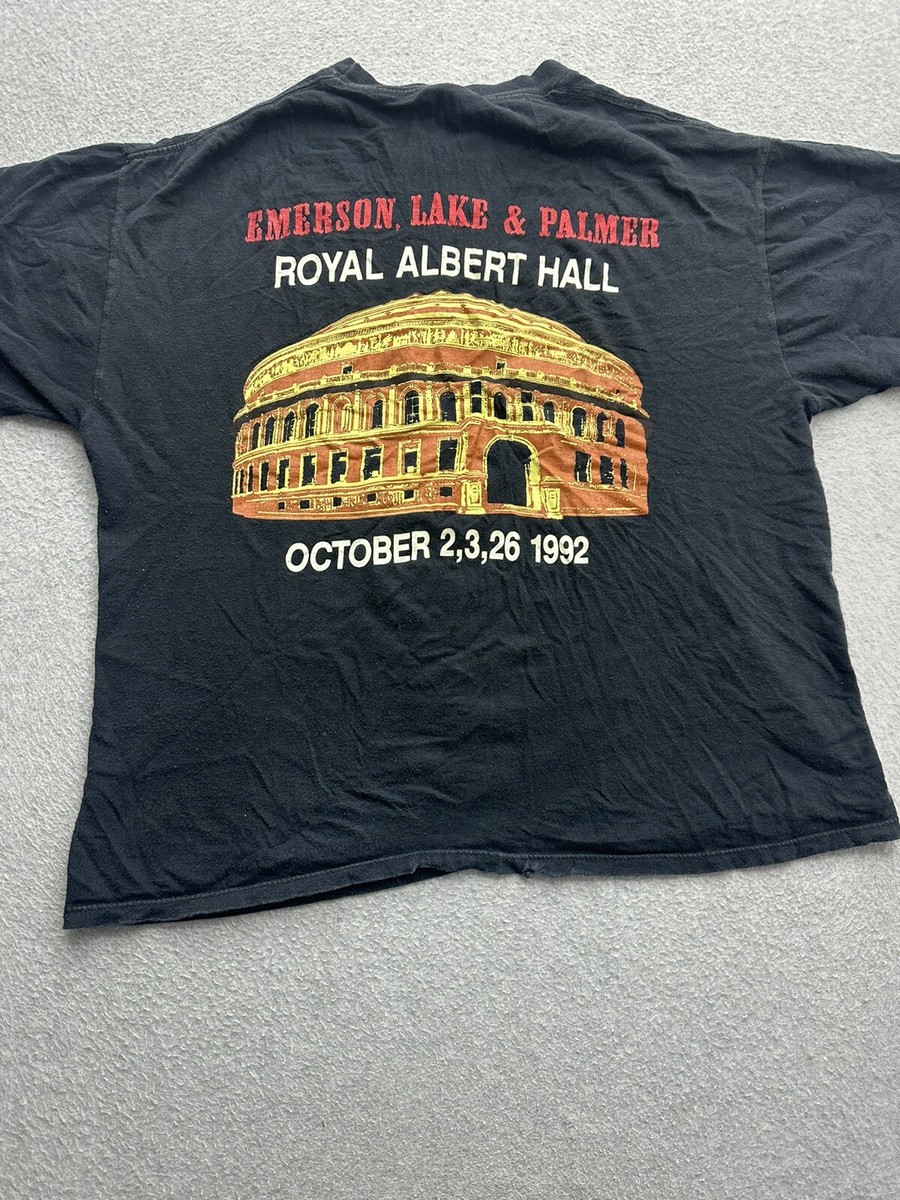 EMERSON, LAKE & PALMER
ROYAL ALBERT HALL
OCTOBER 2,3,26 1992